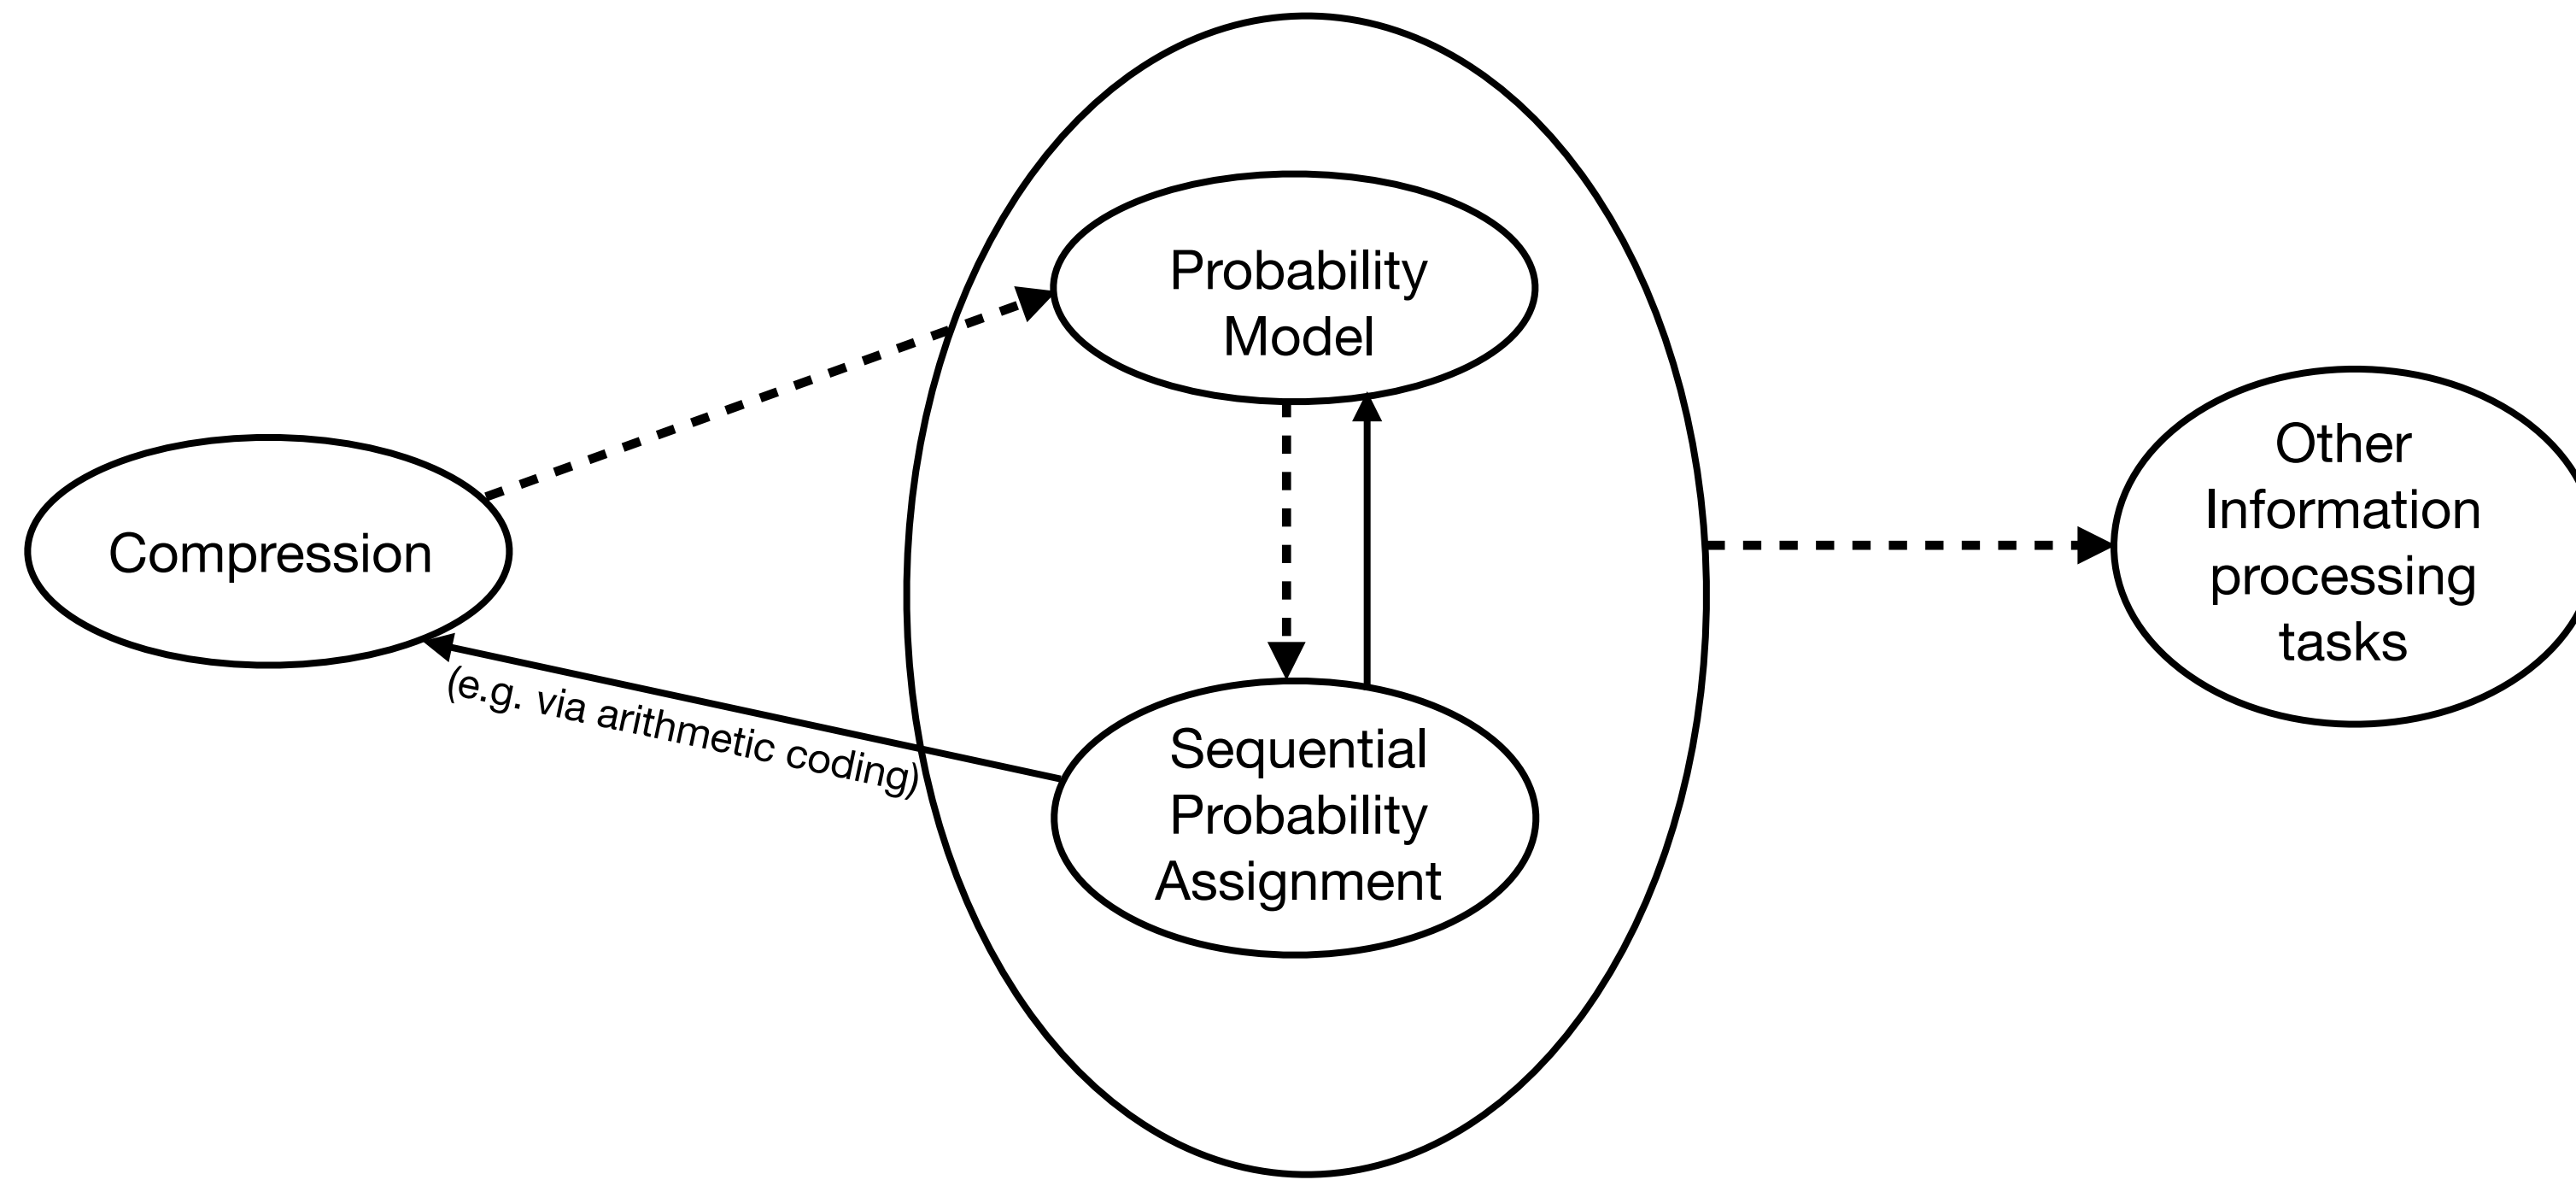 Probability
Model
Compression
(e.g. via arithmetic coding)
Sequential
Probability
Assignment
Other
Information
processing
tasks